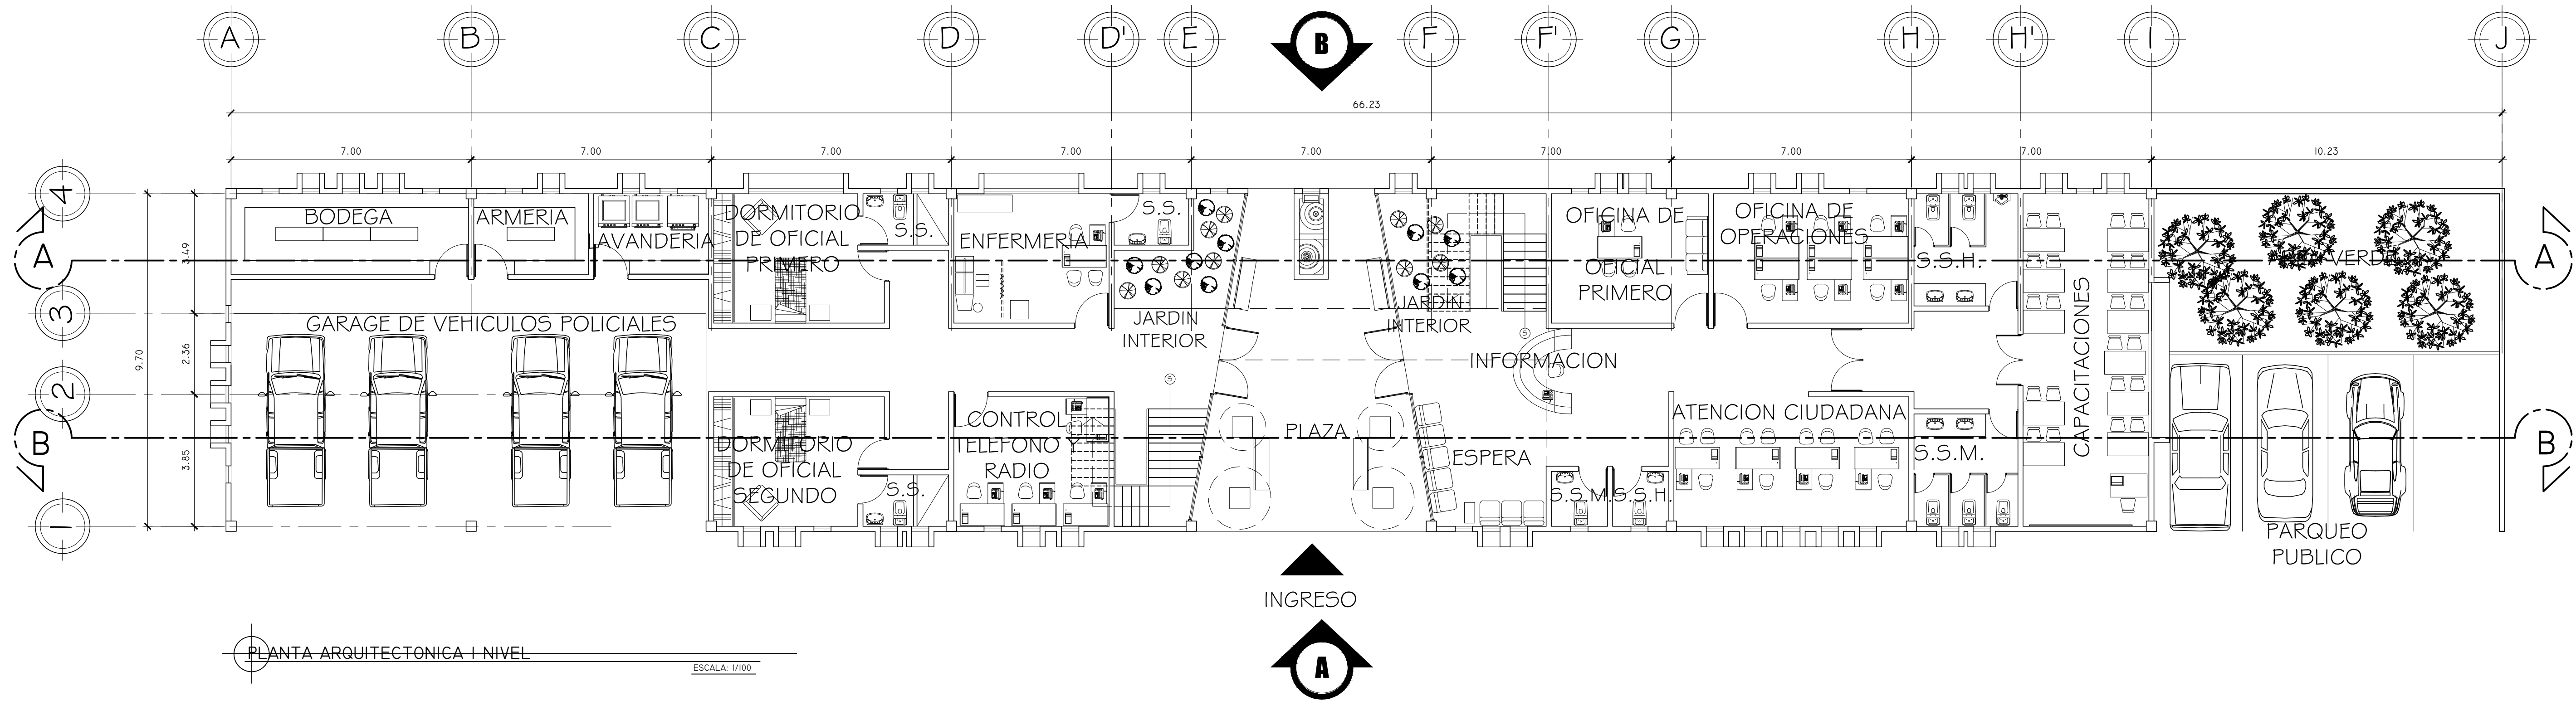 A B C D D' E B F F' G H H' I J
66.23
7.00 7.00 7.00 7.00 7.00 7.00 7.00 7.00 10.23
4
3
2
1
A
B
A
B
9.70
3.49
2.36
3.85
BODEGA
ARMERIA
LAVANDERIA
GARAGE DE VEHICULOS POLICIALES
DORMITORIO
DE OFICIAL
PRIMERO
S.S.
ENFERMERIA
S.S.
JARDIN
INTERIOR
DORMITORIO
DE OFICIAL
SEGUNDO
S.S.
CONTROL
TELEFONO Y
RADIO
S
PLAZA
JARDIN
INTERIOR
S
INFORMACION
ESPERA
S.S.M.
S.S.H.
OFICINA DE
OFICIAL
PRIMERO
OFICINA DE
OPERACIONES
ATENCION CIUDADANA
S.S.H.
S.S.M.
CAPACITACIONES
VERDE
PARQUEO
PUBLICO
INGRESO
A
PLANTA ARQUITECTONICA I NIVEL
ESCALA: 1/100